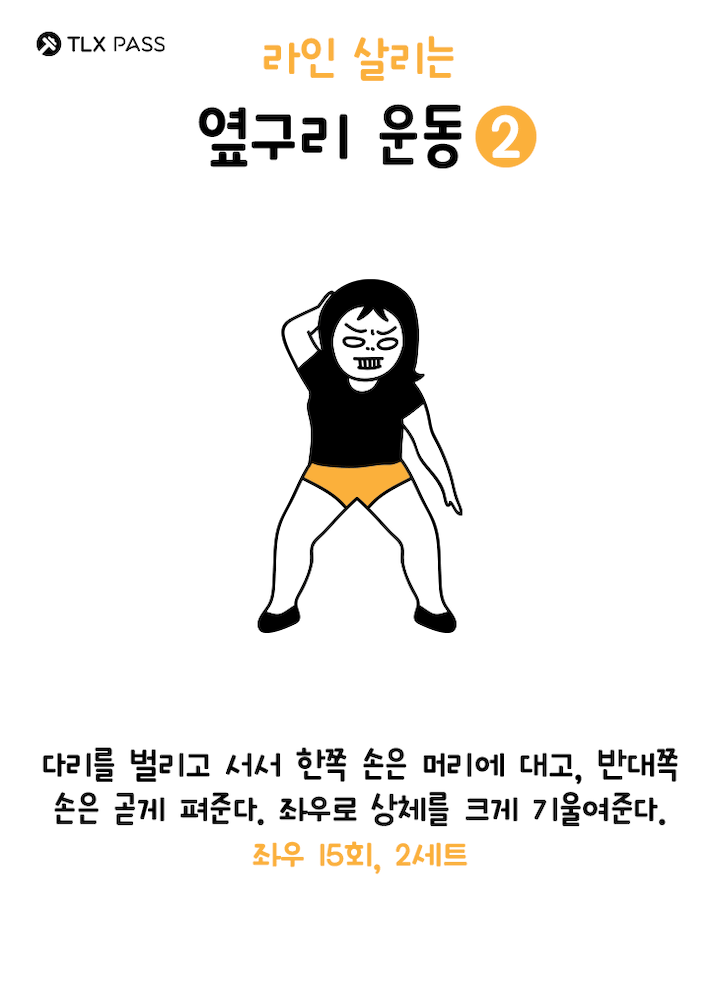 TLX PASS
라인 살리는
옆구리 운동 2
다리를 벌리고 서서 한쪽 손은 머리에 대고, 반대쪽
손은 곧게 펴준다. 좌우로 상체를 크게 기울여준다.
좌우 15회, 2세트